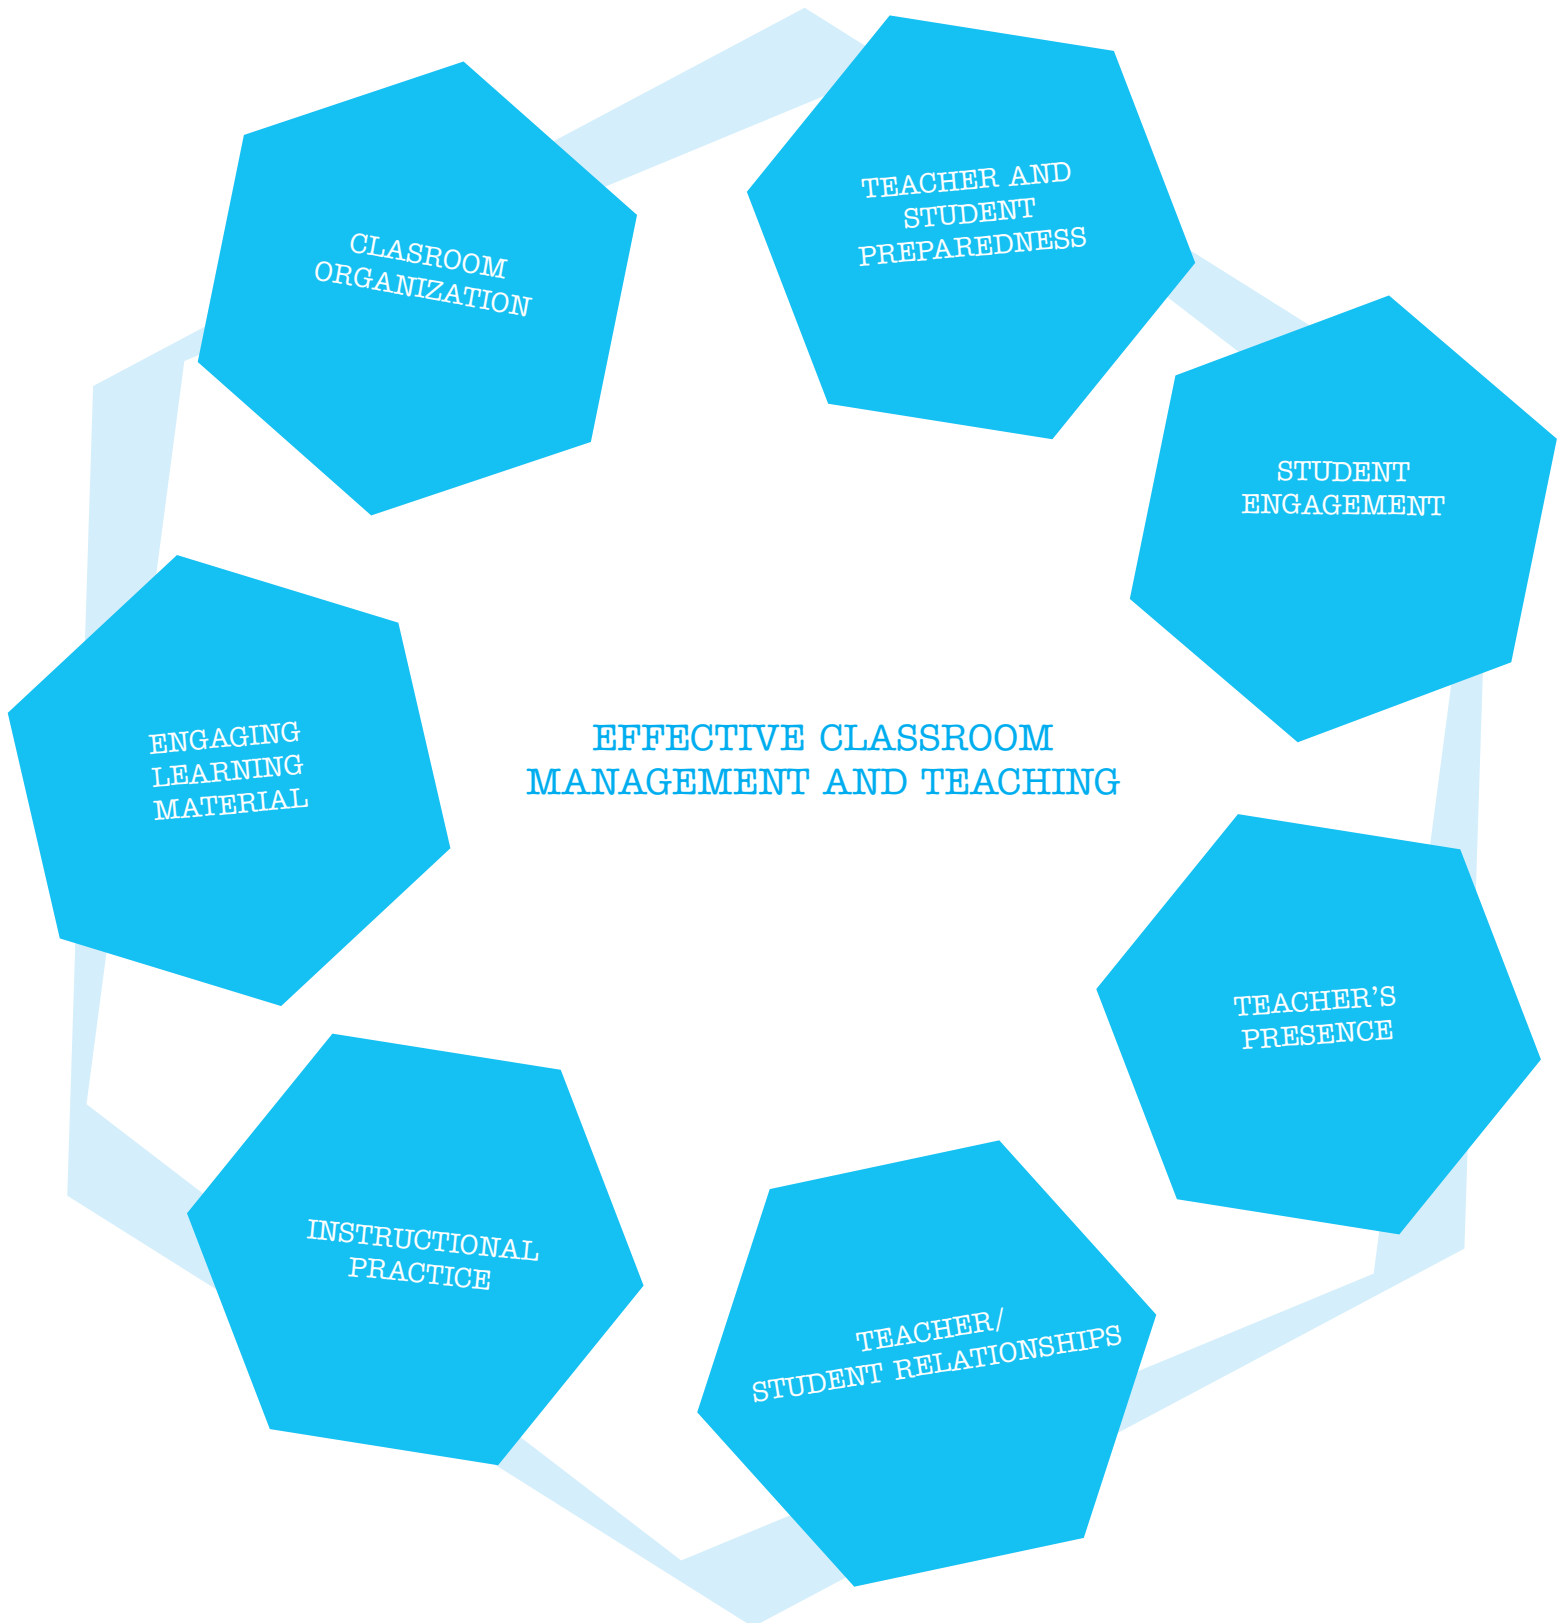 TEACHER AND
STUDENT
PREPAREDNESS
CLASROOM
ORGANIZATION
STUDENT
ENGAGEMENT
ENGAGING
LEARNING
MATERIAL
EFFECTIVE CLASSROOM
MANAGEMENT AND TEACHING
TEACHER’S
PRESENCE
INSTRUCTIONAL
PRACTICE
TEACHER/
STUDENT RELATIONSHIPS